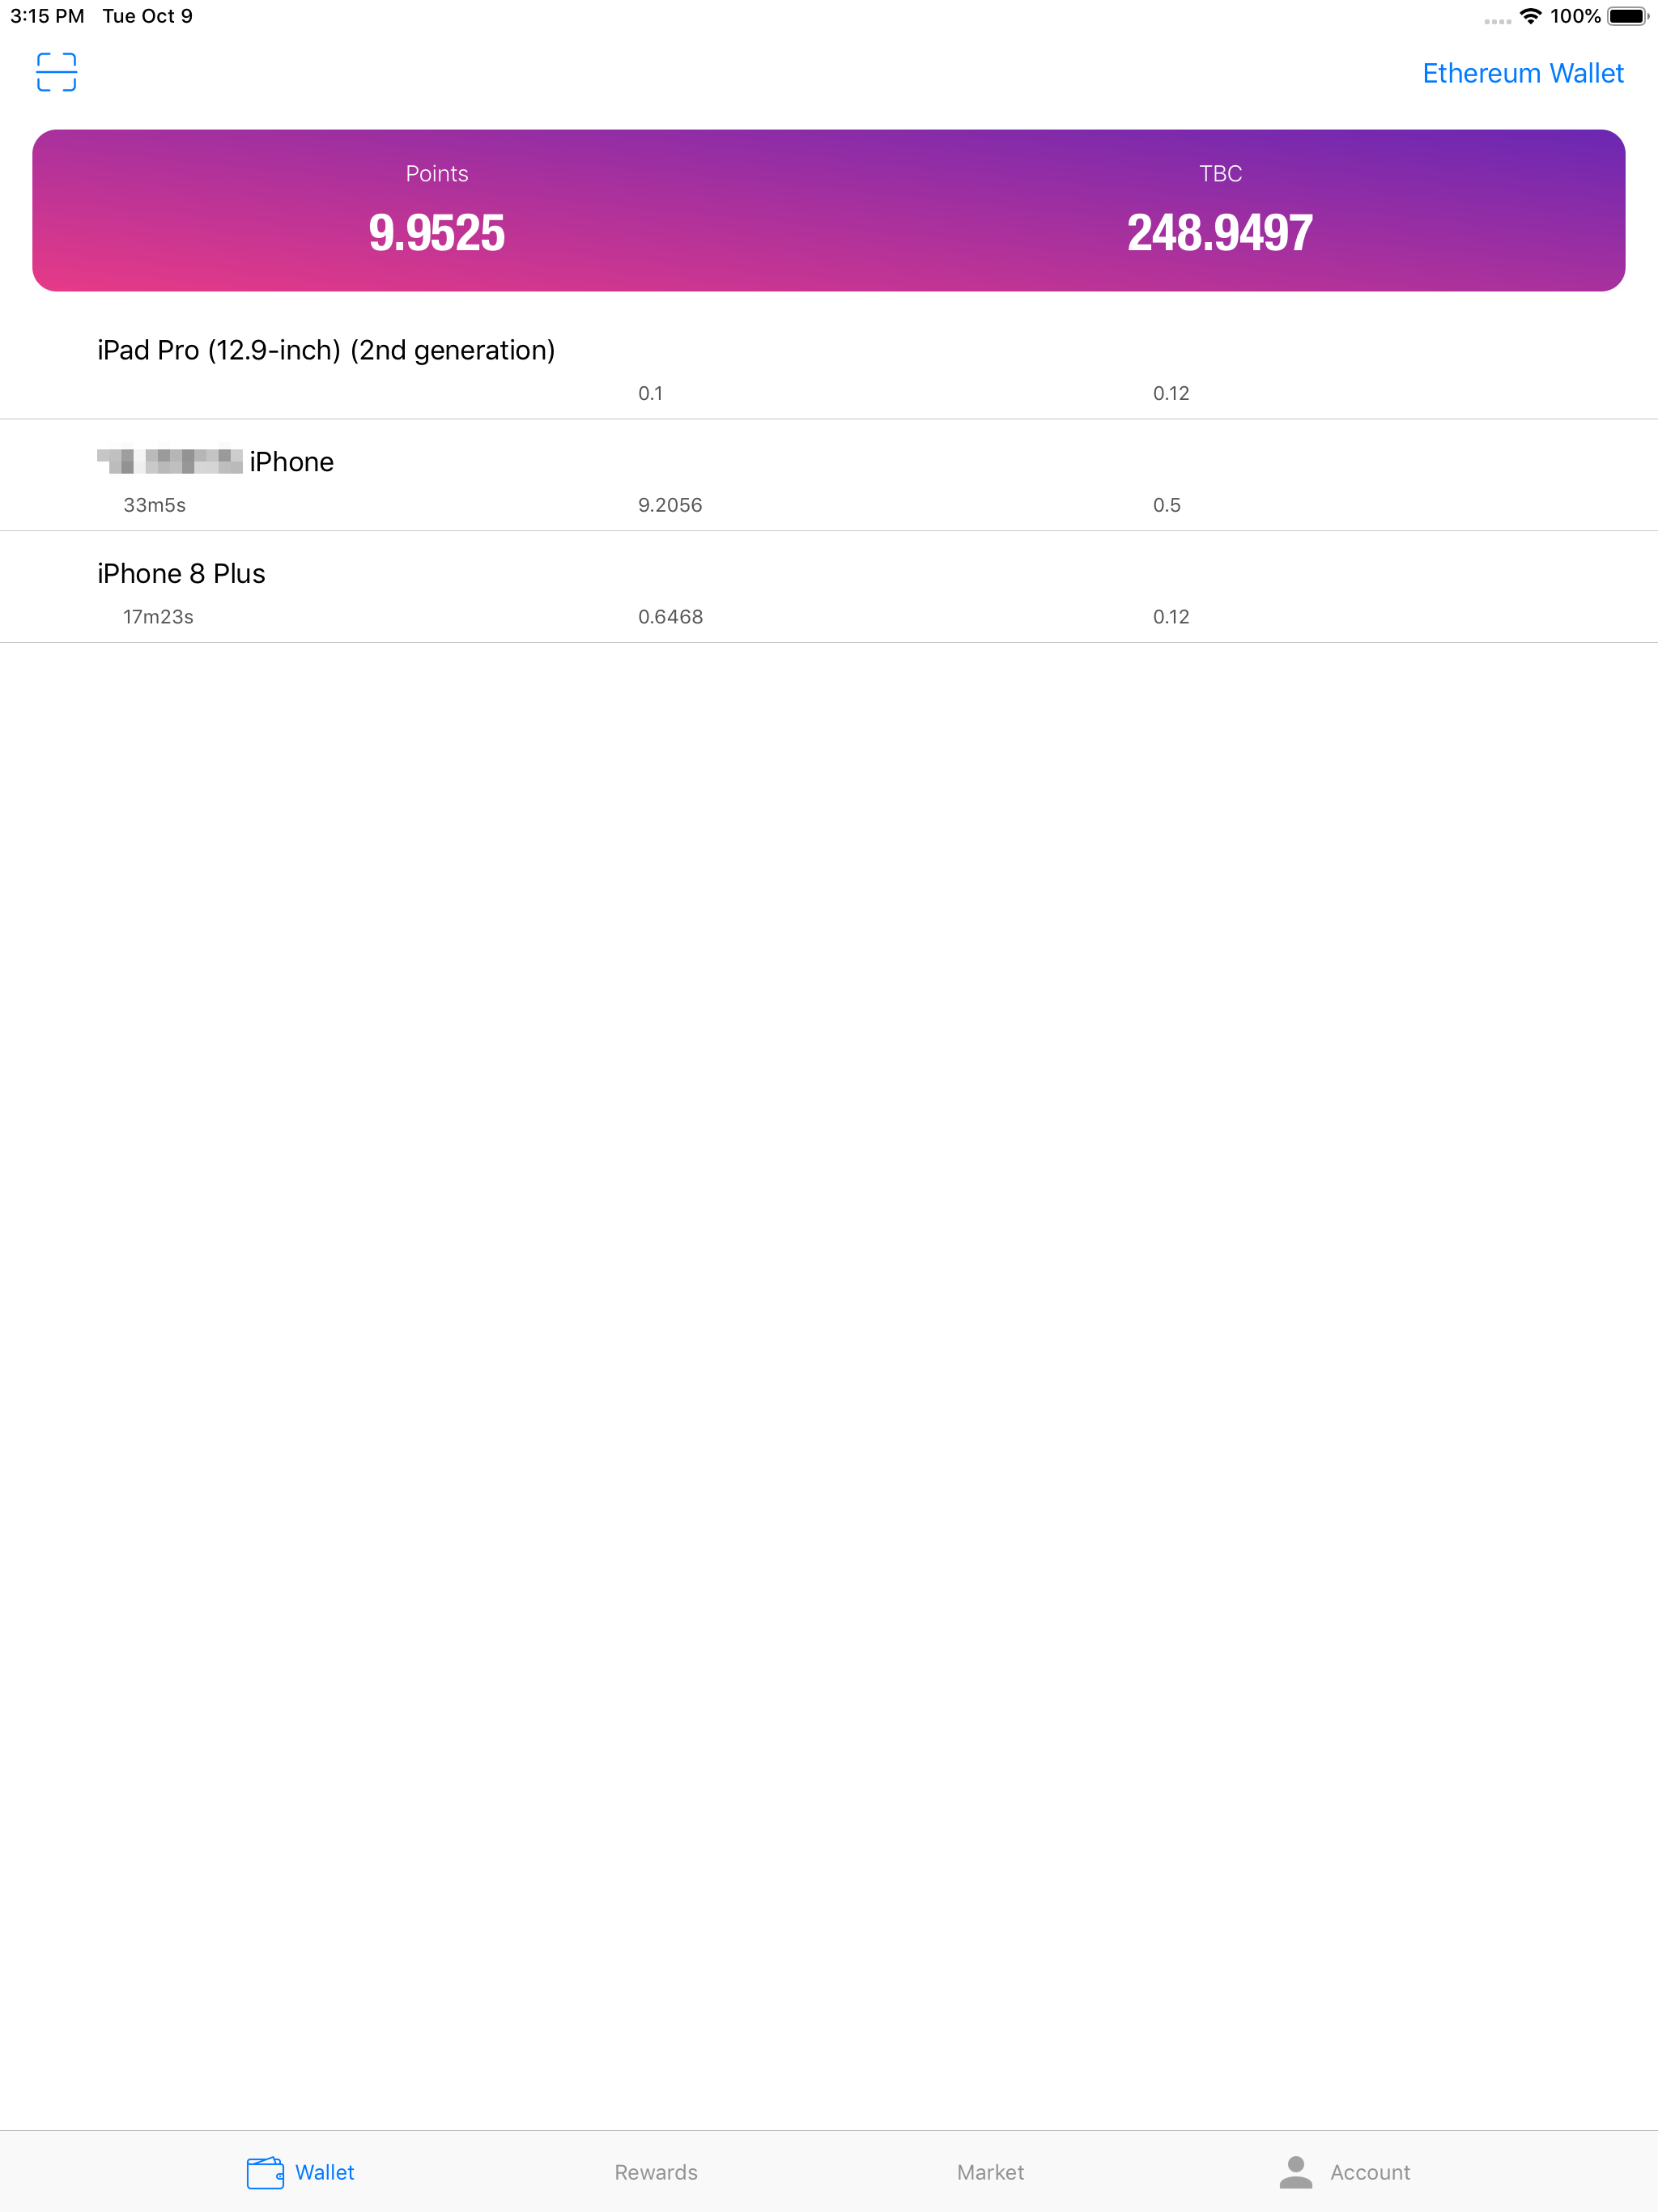 3:15 PM Tue Oct 9 100%
Ethereum Wallet
Points TBC
9.9525 248.9497
iPad Pro (12.9-inch) (2nd generation)
0.1 0.12
iPhone
33m5s 9.2056 0.5
iPhone 8 Plus
17m23s 0.6468 0.12
Wallet Rewards Market Account